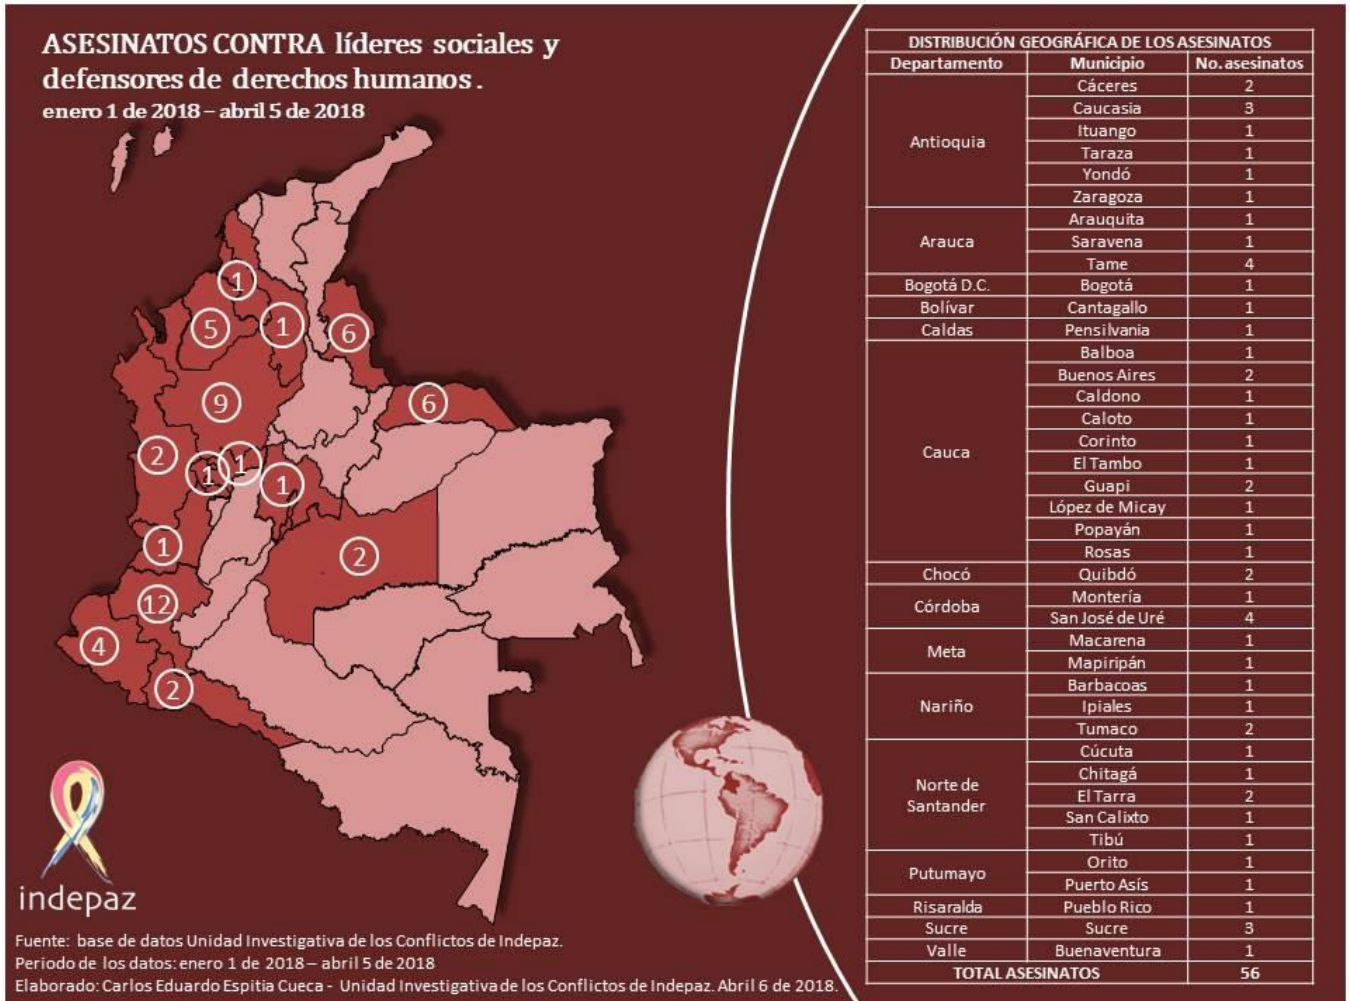 ASESINATOS CONTRA líderes sociales y
defensores de derechos humanos.
enero 1 de 2018 – abril 5 de 2018
1
5
1
6
9
6
2
1
1
1
1
2
12
4
2
indepaz
Fuente: base de datos Unidad Investigativa de los Conflictos de Indepaz.
Periodo de los datos: enero 1 de 2018 – abril 5 de 2018
Elaborado: Carlos Eduardo Espitia Cueca - Unidad Investigativa de los Conflictos de Indepaz. Abril 6 de 2018.
DISTRIBUCIÓN GEOGRÁFICA DE LOS ASESINATOS
Departamento Municipio No. asesinatos
Antioquia
Cáceres 2
Caucasia 3
Ituango 1
Taraza 1
Yondó 1
Zaragoza 1
Arauca
Arauquita 1
Saravena 1
Tame 4
Bogotá D.C. Bogotá 1
Bolívar Cantagallo 1
Caldas Pensilvania 1
Cauca
Balboa 1
Buenos Aires 2
Caldono 1
Caloto 1
Corinto 1
El Tambo 1
Guapi 2
López de Micay 1
Popayán 1
Rosas 1
Chocó Quibdó 2
Córdoba
Montería 1
San José de Uré 4
Meta
Macarena 1
Mapiripán 1
Nariño
Barbacoas 1
Ipiales 1
Tumaco 2
Norte de
Santander
Cúcuta 1
Chitagá 1
El Tarra 2
San Calixto 1
Tibú 1
Putumayo
Orito 1
Puerto Asís 1
Risaralda Pueblo Rico 1
Sucre Sucre 3
Valle Buenaventura 1
TOTAL ASESINATOS 56